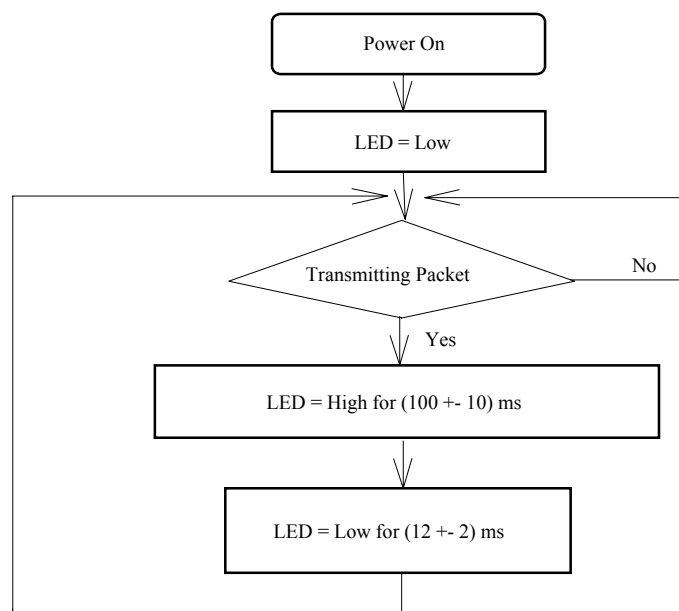 Power On
LED = Low
Transmitting Packet
No
Yes
LED = High for (100 +- 10) ms
LED = Low for (12 +- 2) ms